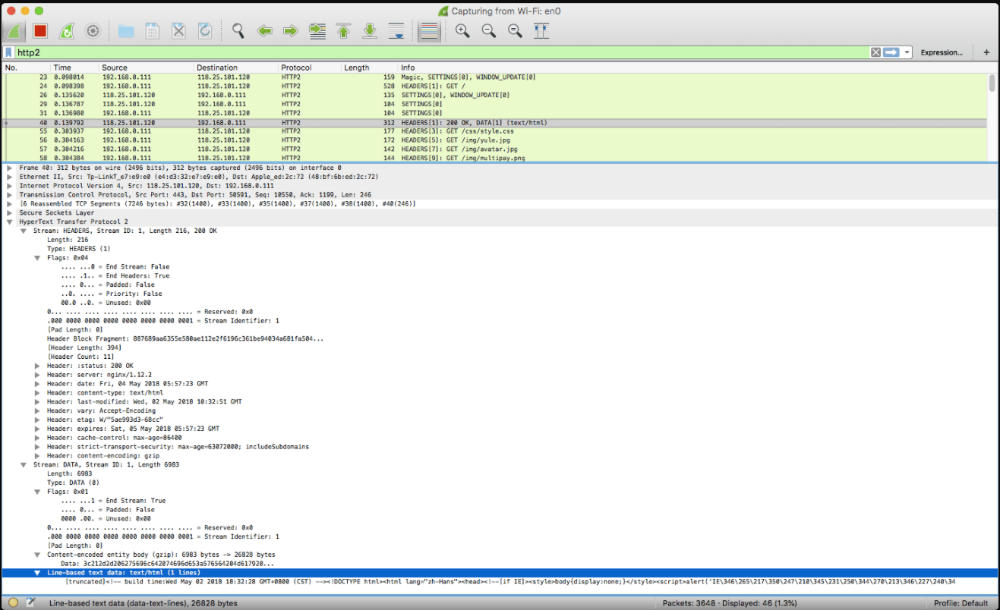 Capturing from Wi-Fi: en0
http2
Expression...
+
No. Time Source Destination Protocol Length Info
23 0.098014 192.168.0.111 118.25.101.120 HTTP2 159 Magic, SETTINGS[0], WINDOW_UPDATE[0]
24 0.098398 192.168.0.111 118.25.101.120 HTTP2 528 HEADERS[1]: GET /
26 0.135620 118.25.101.120 192.168.0.111 HTTP2 135 SETTINGS[0], WINDOW_UPDATE[0]
29 0.136787 118.25.101.120 192.168.0.111 HTTP2 104 SETTINGS[0]
31 0.136980 192.168.0.111 118.25.101.120 HTTP2 104 SETTINGS[0]
40 0.139792 118.25.101.120 192.168.0.111 HTTP2 312 HEADERS[1]: 200 OK, DATA[1] (text/html)
55 0.303937 192.168.0.111 118.25.101.120 HTTP2 177 HEADERS[3]: GET /css/style.css
56 0.304163 192.168.0.111 118.25.101.120 HTTP2 172 HEADERS[5]: GET /img/yule.jpg
57 0.304216 192.168.0.111 118.25.101.120 HTTP2 142 HEADERS[7]: GET /img/avatar.jpg
58 0.304384 192.168.0.111 118.25.101.120 HTTP2 144 HEADERS[9]: GET /img/multipay.png
Frame 40: 312 bytes on wire (2496 bits), 312 bytes captured (2496 bits) on interface 0
Ethernet II, Src: Tp-LinkT_e7:e9:e0 (e4:d3:32:e7:e9:e0), Dst: Apple_ed:2c:72 (48:bf:6b:ed:2c:72)
Internet Protocol Version 4, Src: 118.25.101.120, Dst: 192.168.0.111
Transmission Control Protocol, Src Port: 443, Dst Port: 50591, Seq: 10550, Ack: 1199, Len: 246
[6 Reassembled TCP Segments (7246 bytes): #32(1400), #33(1400), #35(1400), #37(1400), #38(1400), #40(246)]
Secure Sockets Layer
HyperText Transfer Protocol 2
Stream: HEADERS, Stream ID: 1, Length 216, 200 OK
Length: 216
Type: HEADERS (1)
Flags: 0x04
.... ...0 = End Stream: False
.... .1.. = End Headers: True
.... 0... = Padded: False
..0. .... = Priority: False
00.0 ..0. = Unused: 0x00
0... .... .... .... .... .... .... .... = Reserved: 0x0
.000 0000 0000 0000 0000 0000 0000 0001 = Stream Identifier: 1
[Pad Length: 0]
Header Block Fragment: 887689aa6355e580ae112e2f6196c361be94034a681fa504...
[Header Length: 394]
[Header Count: 11]
Header: :status: 200 OK
Header: server: nginx/1.12.2
Header: date: Fri, 04 May 2018 05:57:23 GMT
Header: content-type: text/html
Header: last-modified: Wed, 02 May 2018 10:32:51 GMT
Header: vary: Accept-Encoding
Header: etag: W/"5ae993d3-68cc"
Header: expires: Sat, 05 May 2018 05:57:23 GMT
Header: cache-control: max-age=86400
Header: strict-transport-security: max-age=63072000; includeSubdomains
Header: content-encoding: gzip
Stream: DATA, Stream ID: 1, Length 6983
Length: 6983
Type: DATA (0)
Flags: 0x01
.... ...1 = End Stream: True
.... 0... = Padded: False
0000 .00. = Unused: 0x00
0... .... .... .... .... .... .... .... = Reserved: 0x0
.000 0000 0000 0000 0000 0000 0000 0001 = Stream Identifier: 1
[Pad Length: 0]
Content-encoded entity body (gzip): 6983 bytes -> 26828 bytes
Data: 3c212d2d206275696c642074696d653a576564204d617920...
Line-based text data: text/html (1 lines)
[truncated]<!-- build time:Wed May 02 2018 18:32:28 GMT+0800 (CST) --><!DOCTYPE html><html lang="zh-Hans"><head><!--[if IE]><style>body{display:none;}</style><script>alert('IE\346\265\217\350\247\210\345\231\250\344\270\213\346\227\240\34
Line-based text data (data-text-lines), 26828 bytes
Packets: 3648 · Displayed: 46 (1.3%)
Profile: Default